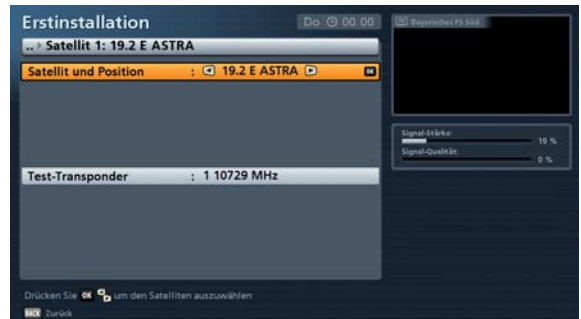 Erstinstallation
Do 00 00
Bayerisches FS Süd
.. Satellit 1: 19.2 E ASTRA
Satellit und Position : 19.2 E ASTRA OK
Signal-Stärke: 19 %
Signal-Qualität: 0 %
Test-Transponder : 1 10729 MHz
Drücken Sie OK um den Satelliten auszuwählen
BACK Zurück